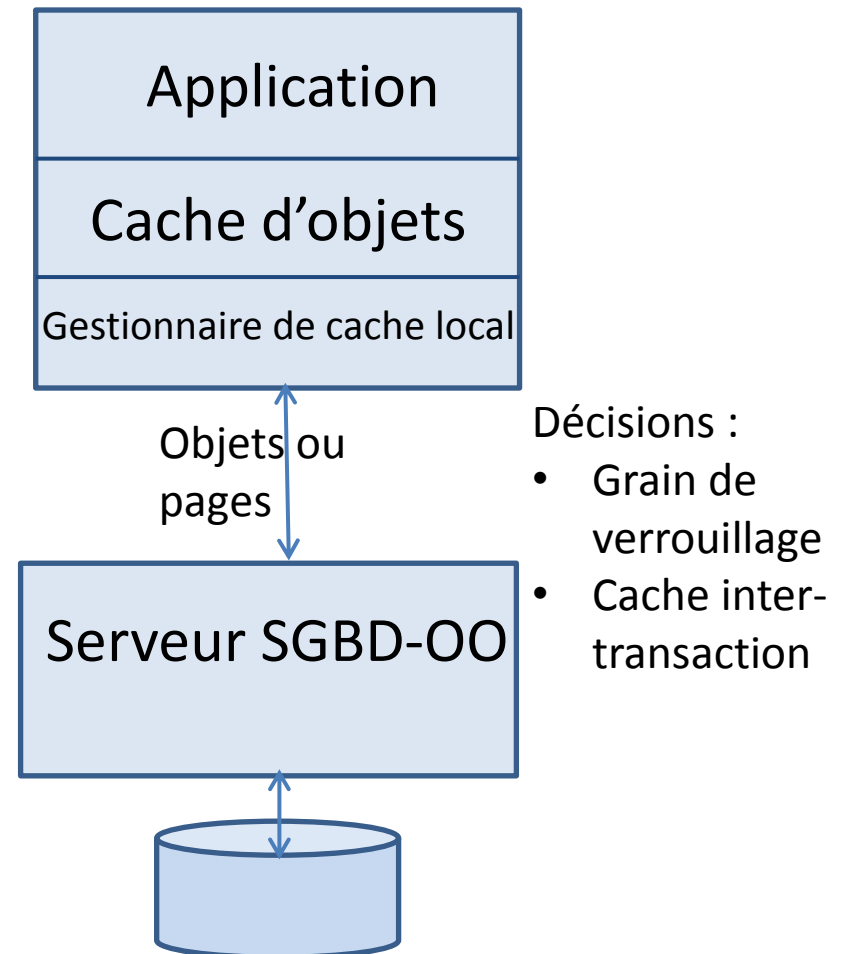 Application
Cache d’objets
Gestionnaire de cache local
Objets ou
pages
Décisions :
• Grain de
verrouillage
• Cache inter-
transaction
Serveur SGBD-OO